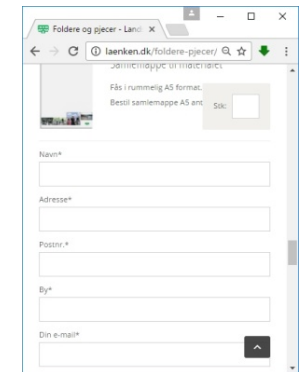 Foldere og pjecer - Land
laenken.dk/foldere-pjecer/
Samlemappe til materialet
Fås i rummelig A5 format.
Bestil samlemappe A5 ant
Stk:
Navn*
Adresse*
Postnr.*
By*
Din e-mail*